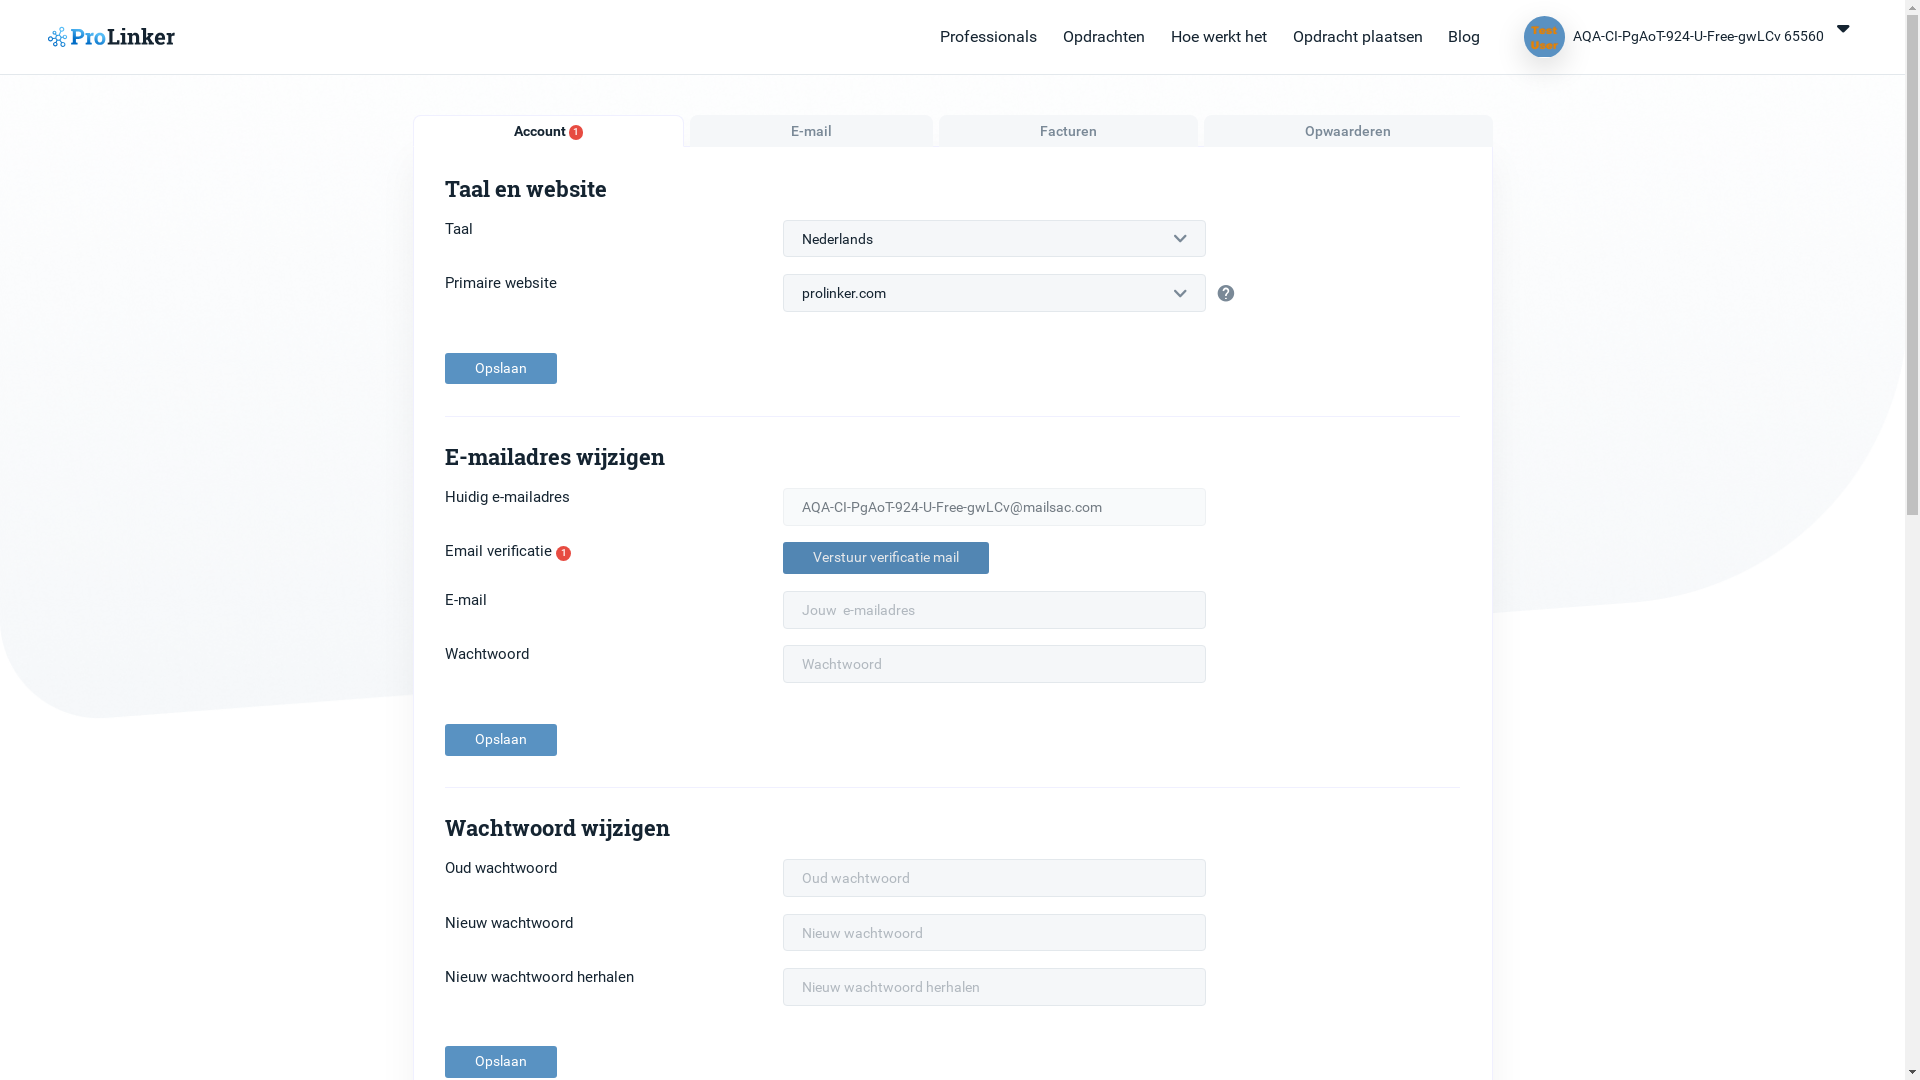 ProLinker
Professionals
Opdrachten
Hoe werkt het
Opdracht plaatsen
Blog
Test
User
AQA-CI-PgAoT-924-U-Free-gwLCv 65560
Account 1
E-mail
Facturen
Opwaarderen
Taal en website
Taal
Nederlands
Primaire website
prolinker.com
?
Opslaan
E-mailadres wijzigen
Huidig e-mailadres
AQA-CI-PgAoT-924-U-Free-gwLCv@mailsac.com
Email verificatie 1
Verstuur verificatie mail
E-mail
Jouw e-mailadres
Wachtwoord
Wachtwoord
Opslaan
Wachtwoord wijzigen
Oud wachtwoord
Oud wachtwoord
Nieuw wachtwoord
Nieuw wachtwoord
Nieuw wachtwoord herhalen
Nieuw wachtwoord herhalen
Opslaan